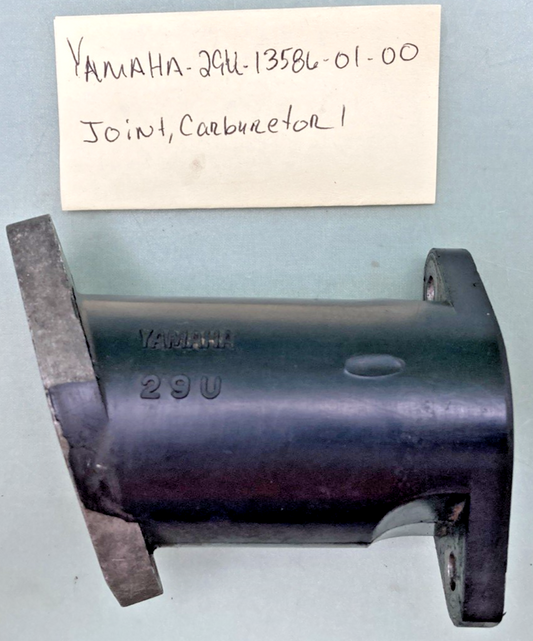 YAMAHA-29U-13586-01-00
Joint, Carburetor 1
YAMAHA
29U